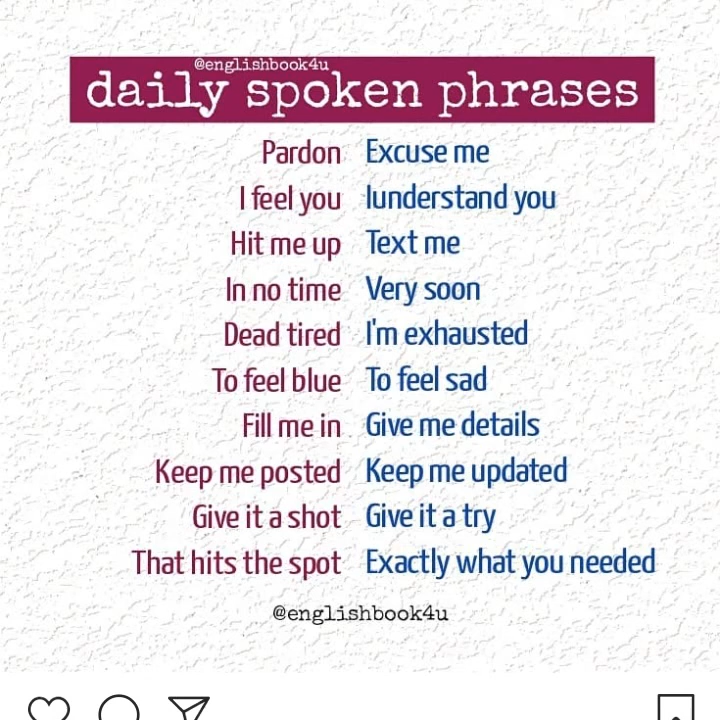 @englishbook4u
daily spoken phrases
Pardon Excuse me
I feel you Iunderstand you
Hit me up Text me
In no time Very soon
Dead tired I'm exhausted
To feel blue To feel sad
Fill me in Give me details
Keep me posted Keep me updated
Give it a shot Give it a try
That hits the spot Exactly what you needed
@englishbook4u